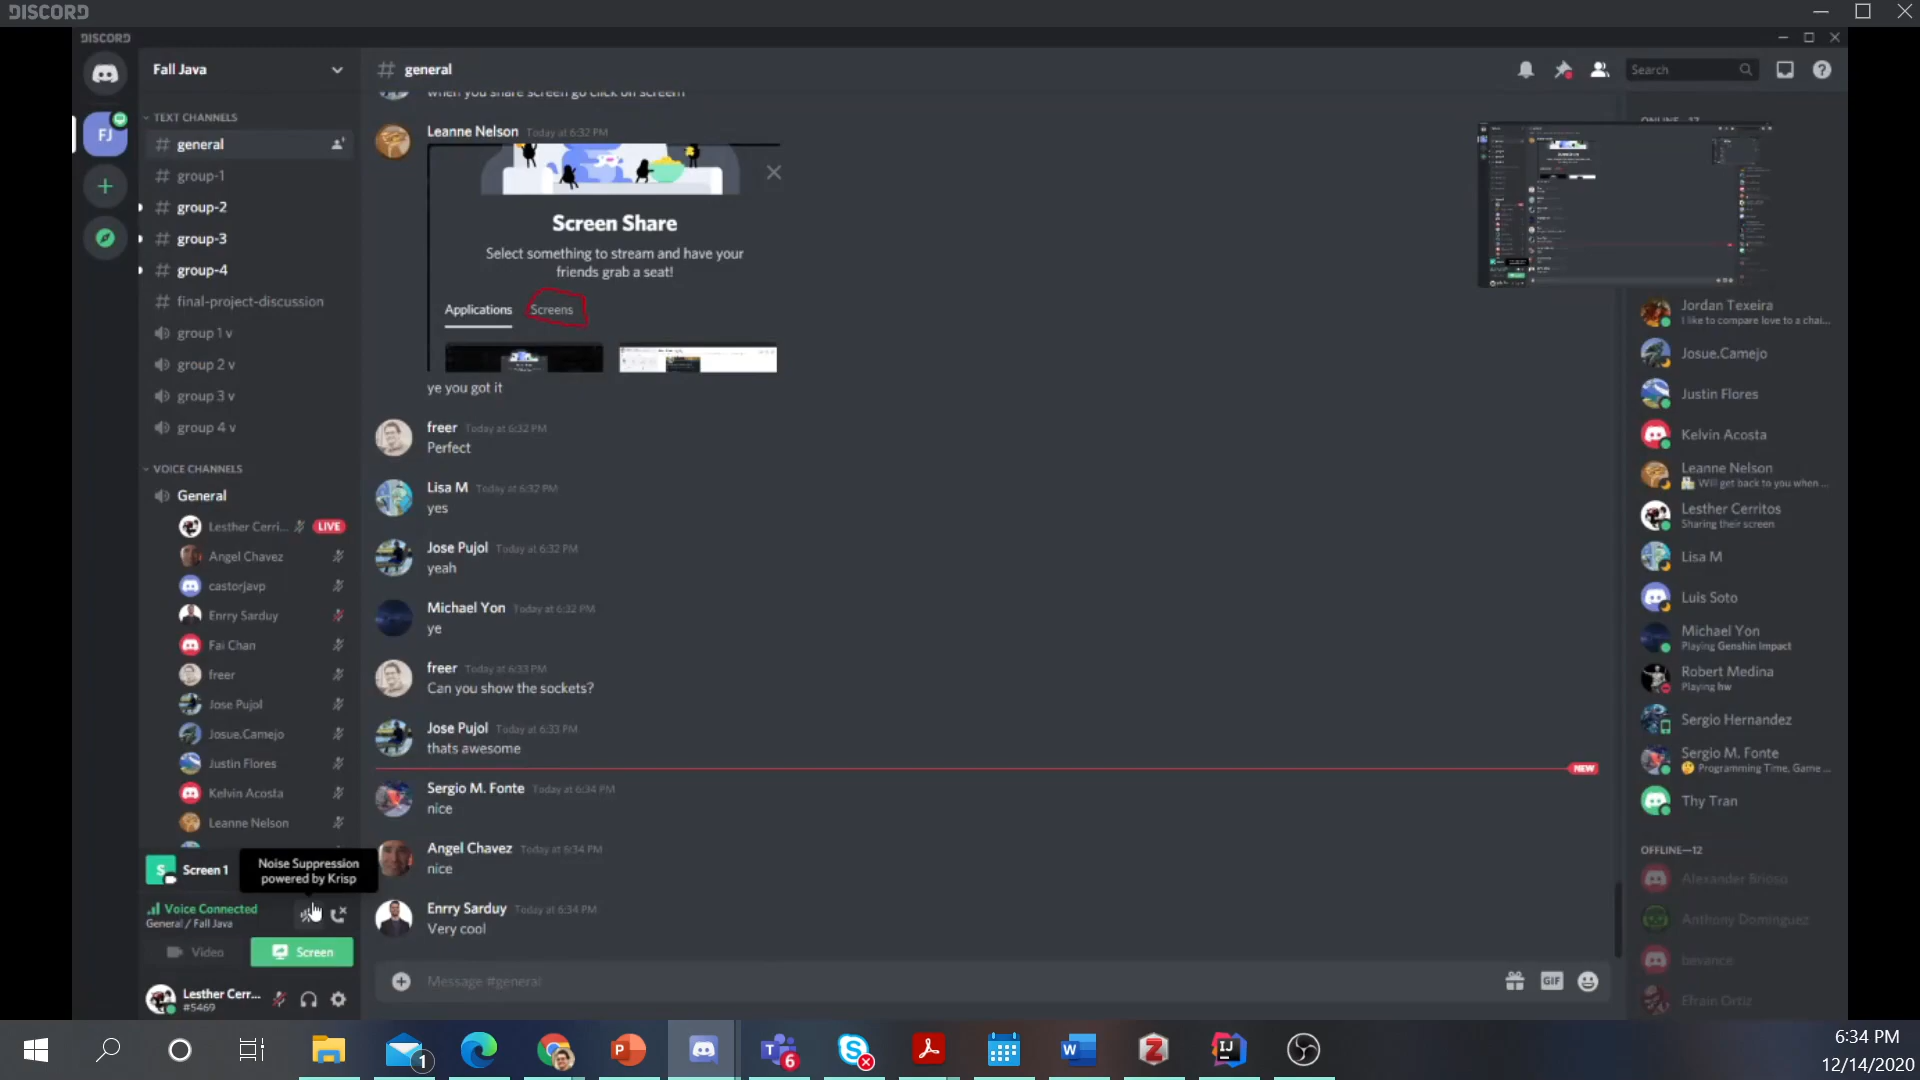 DISCORD
DISCORD
Fall Java
general
Search
TEXT CHANNELS
general
group-1
group-2
group-3
group-4
final-project-discussion
group 1 v
group 2 v
group 3 v
group 4 v
VOICE CHANNELS
General
Lesther Cerri... LIVE
Angel Chavez
castorjavp
Enrry Sarduy
Fai Chan
freer
Jose Pujol
Josue.Camejo
Justin Flores
Kelvin Acosta
Leanne Nelson
S Screen 1
Noise Suppression
powered by Krisp
Voice Connected
General / Fall Java
Video Screen
Lesther Cerr...
#5469
FJ
when you share screen go click on screem
Leanne Nelson Today at 6:32 PM
Screen Share
Select something to stream and have your
friends grab a seat!
Applications Screens
ye you got it
freer Today at 6:32 PM
Perfect
Lisa M Today at 6:32 PM
yes
Jose Pujol Today at 6:32 PM
yeah
Michael Yon Today at 6:32 PM
ye
freer Today at 6:33 PM
Can you show the sockets?
Jose Pujol Today at 6:33 PM
thats awesome
NEW
Sergio M. Fonte Today at 6:34 PM
nice
Angel Chavez Today at 6:34 PM
nice
Enrry Sarduy Today at 6:34 PM
Very cool
Message #general
GIF
Jordan Texeira
I like to compare love to a chai...
Josue.Camejo
Justin Flores
Kelvin Acosta
Leanne Nelson
Will get back to you when ...
Lesther Cerritos
Sharing their screen
Lisa M
Luis Soto
Michael Yon
Playing Genshin Impact
Robert Medina
Playing hw
Sergio Hernandez
Sergio M. Fonte
Programming Time, Game ...
Thy Tran
OFFLINE—12
Alexander Brioso
Anthony Dominguez
bevance
Efrain Ortiz
1
6
6:34 PM
12/14/2020